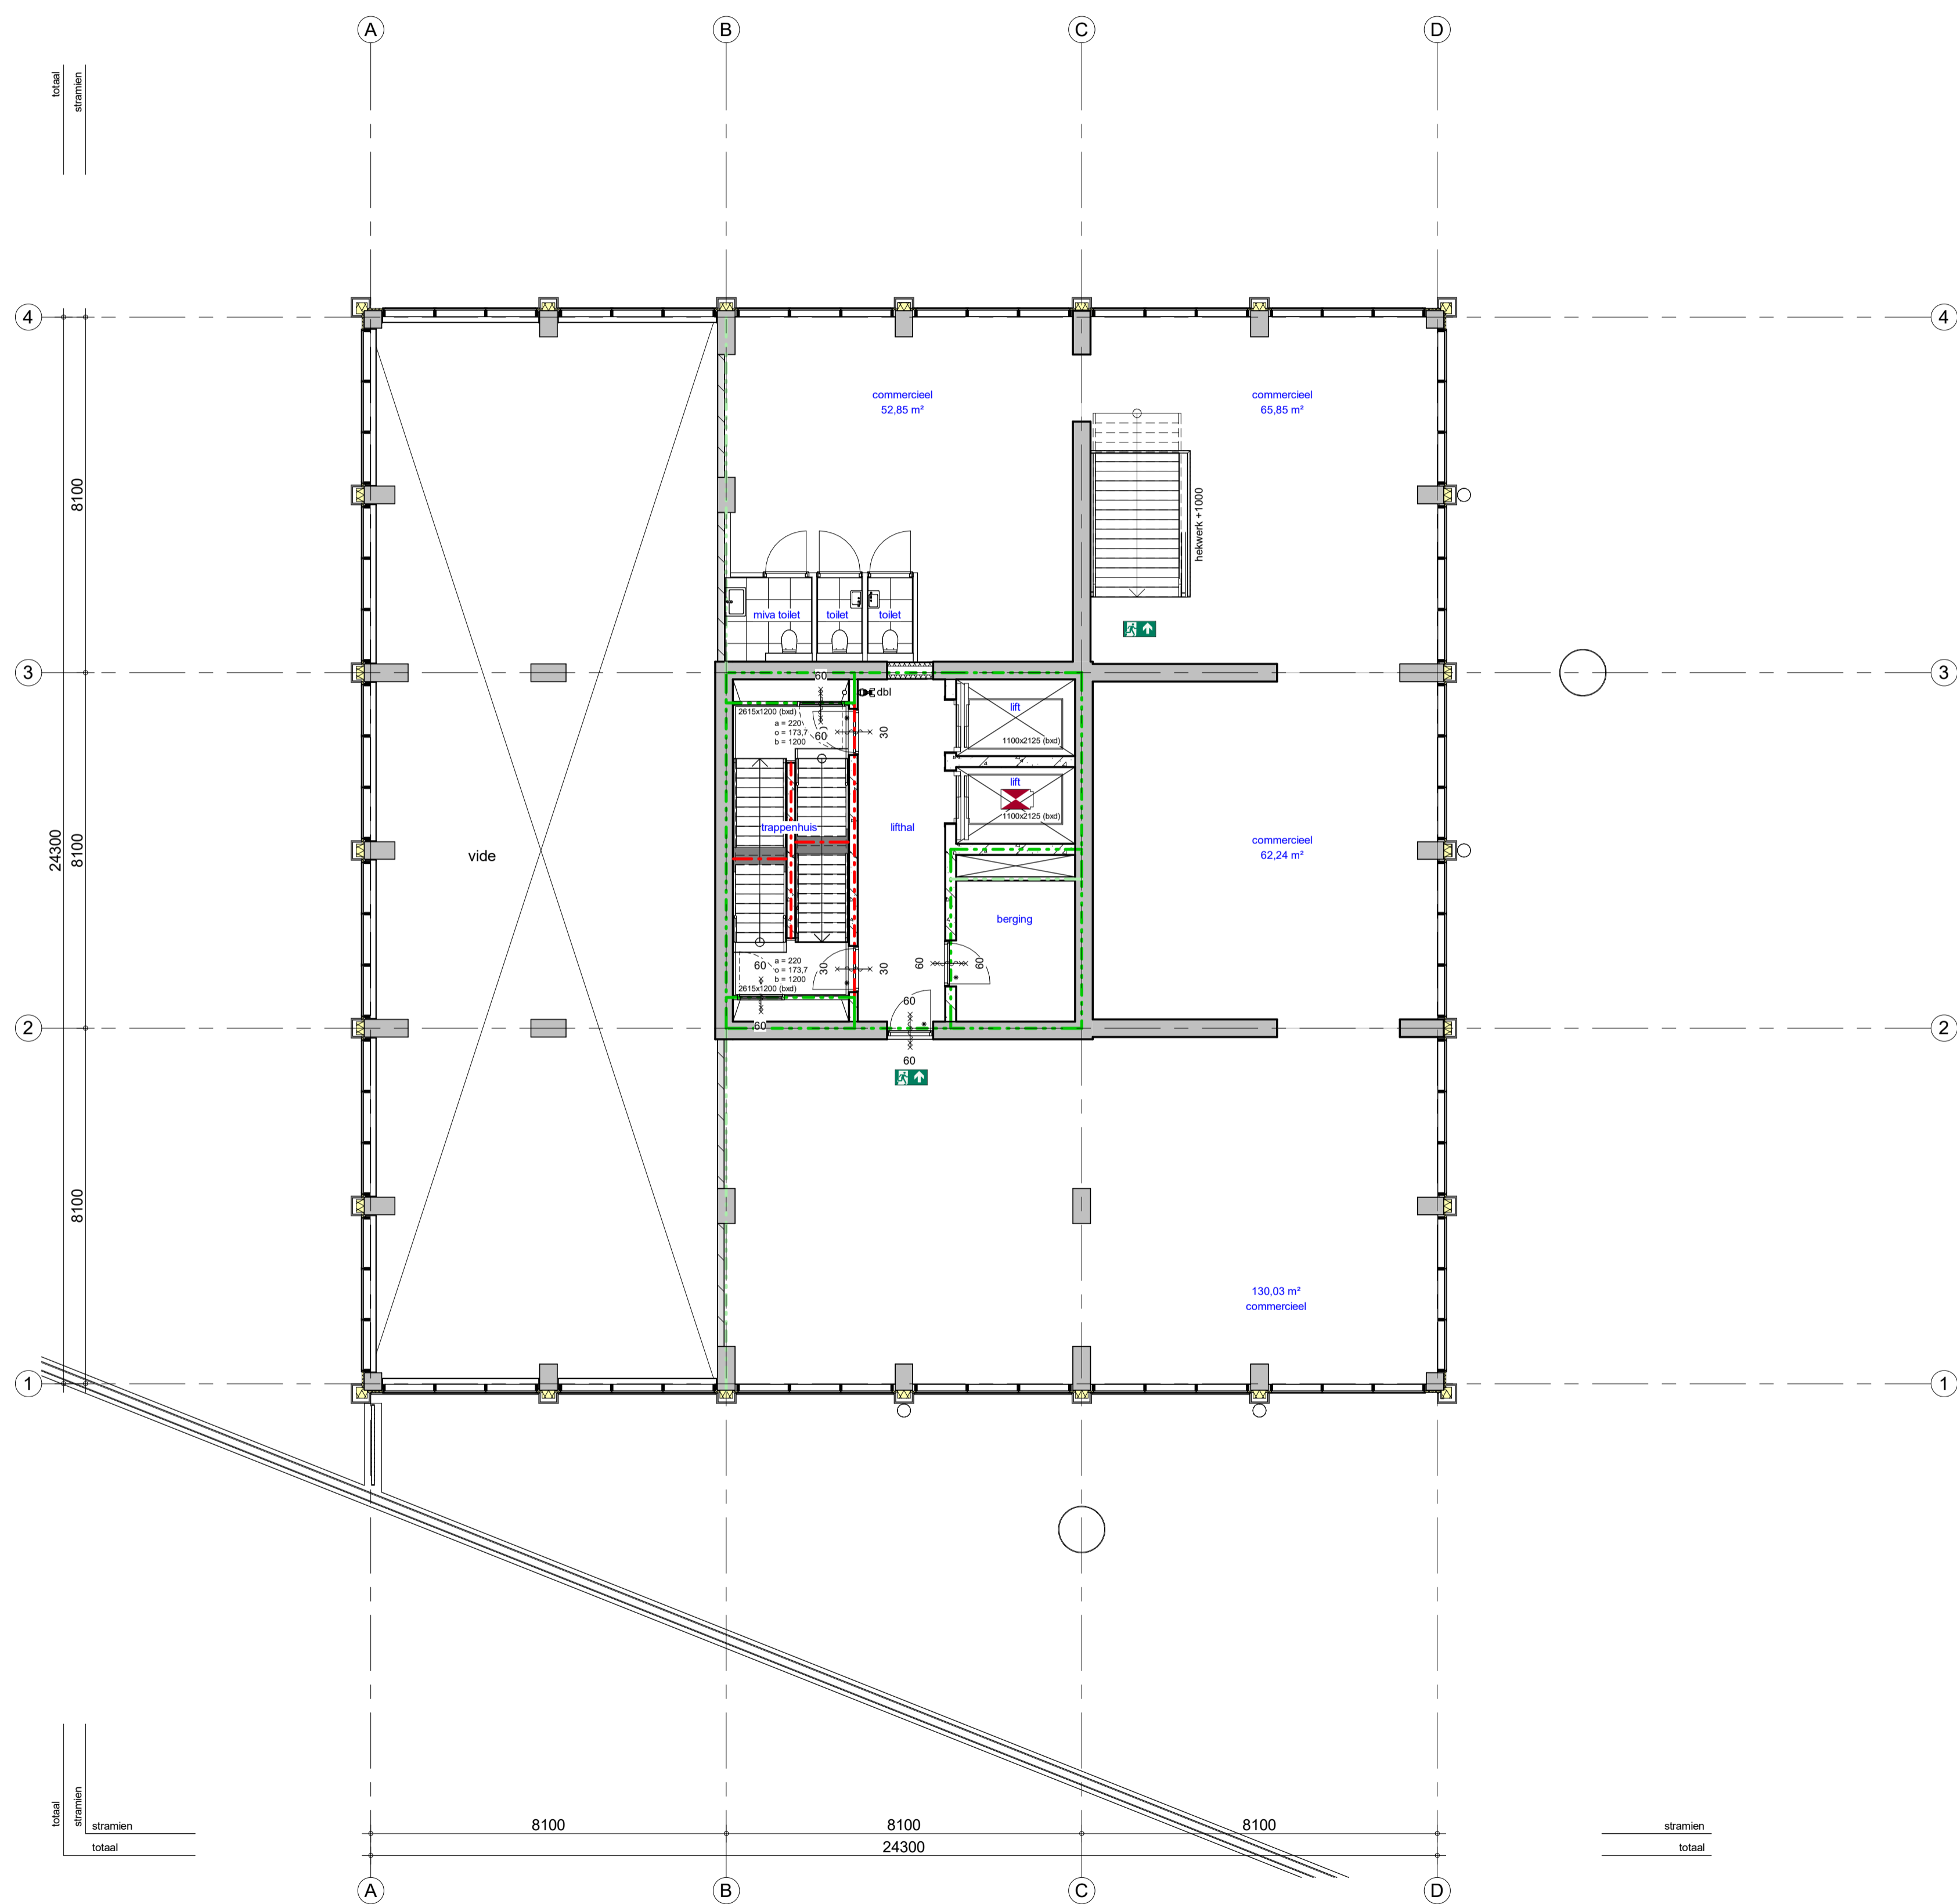 A
B
C
D
totaal
stramien
4
4
commercieel
52,85 m²
commercieel
65,85 m²
8100
hekwerk +1000
miva toilet
toilet
toilet
3
3
60
dbl
2615x1200 (bxd)
a = 220
o = 173,7
b = 1200
60
30
lift
1100x2125 (bxd)
lift
1100x2125 (bxd)
trappenhuis
lifthal
24300
8100
vide
commercieel
62,24 m²
berging
60
a = 220
o = 173,7
b = 1200
2615x1200 (bxd)
30
30
60
60
60
60
60
2
2
8100
130,03 m²
commercieel
1
1
totaal
stramien
stramien
totaal
8100
8100
8100
24300
stramien
totaal
A
B
C
D